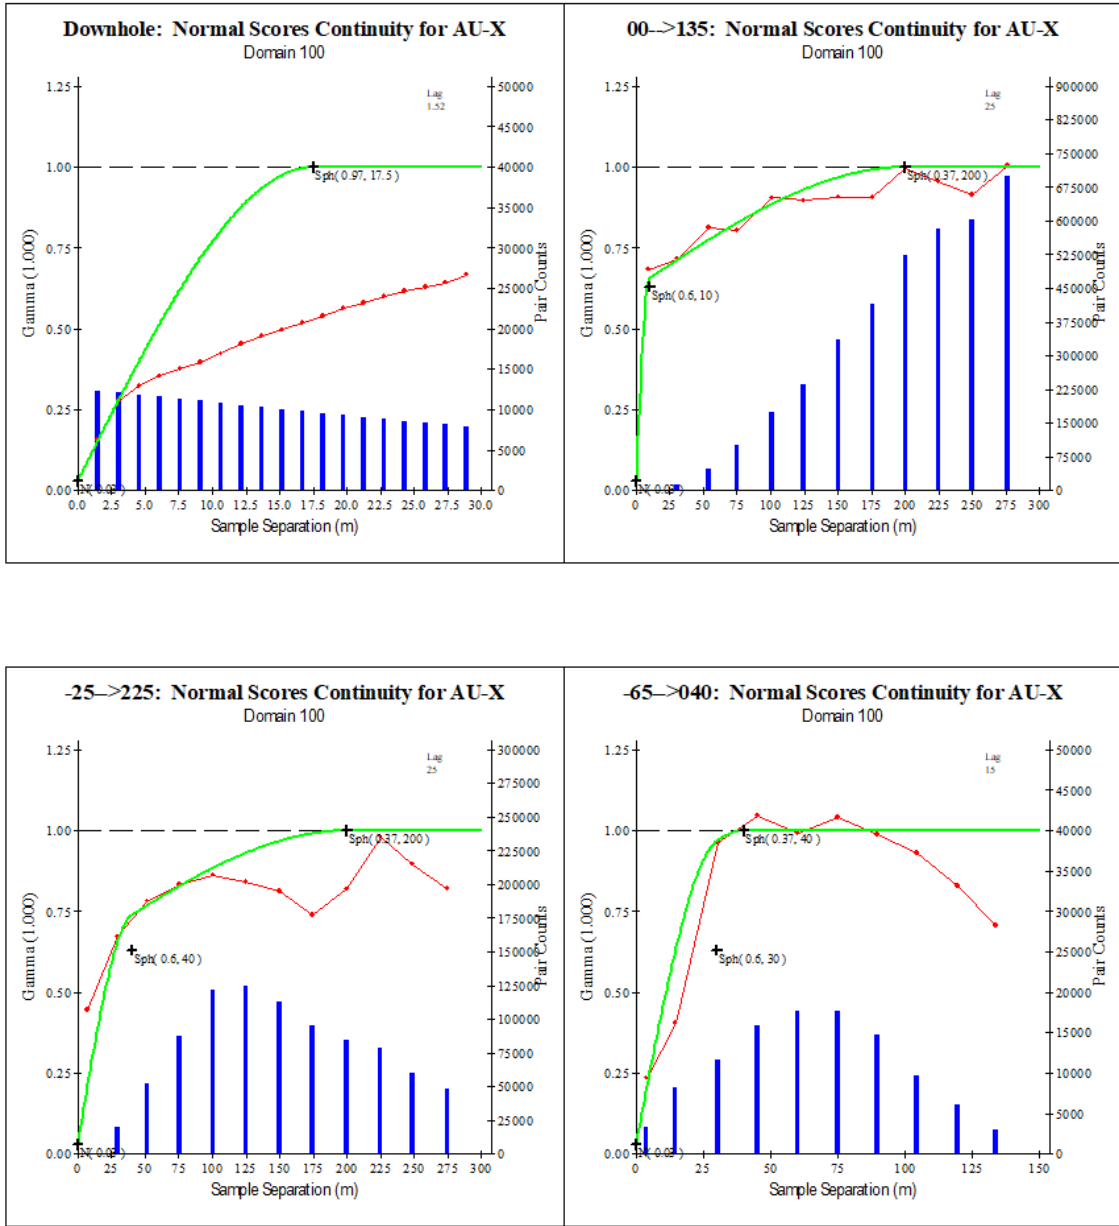 Downhole: Normal Scores Continuity for AU-X
Domain 100
Lag
1.52
Gamma (1.000)
1.25
1.00
0.75
0.50
0.25
0.00
50000
45000
40000
35000
30000
25000
20000
15000
10000
5000
0
Pair Counts
Sph( 0.97, 17.5 )
N( 0.03 )
0.0 2.5 5.0 7.5 10.0 12.5 15.0 17.5 20.0 22.5 25.0 27.5 30.0
Sample Separation (m)
00-->135: Normal Scores Continuity for AU-X
Domain 100
Lag
25
Gamma (1.000)
1.25
1.00
0.75
0.50
0.25
0.00
900000
825000
750000
675000
600000
525000
450000
375000
300000
225000
150000
75000
0
Pair Counts
Sph( 0.37, 200 )
Sph( 0.6, 10 )
N( 0.03 )
0 25 50 75 100 125 150 175 200 225 250 275 300
Sample Separation (m)
-25-->225: Normal Scores Continuity for AU-X
Domain 100
Lag
25
Gamma (1.000)
1.25
1.00
0.75
0.50
0.25
0.00
300000
275000
250000
225000
200000
175000
150000
125000
100000
75000
50000
25000
0
Pair Counts
Sph( 0.37, 200 )
Sph( 0.6, 40 )
N( 0.03 )
0 25 50 75 100 125 150 175 200 225 250 275 300
Sample Separation (m)
-65-->040: Normal Scores Continuity for AU-X
Domain 100
Lag
15
Gamma (1.000)
1.25
1.00
0.75
0.50
0.25
0.00
50000
45000
40000
35000
30000
25000
20000
15000
10000
5000
0
Pair Counts
Sph( 0.37, 40 )
Sph( 0.6, 30 )
N( 0.03 )
0 25 50 75 100 125 150
Sample Separation (m)